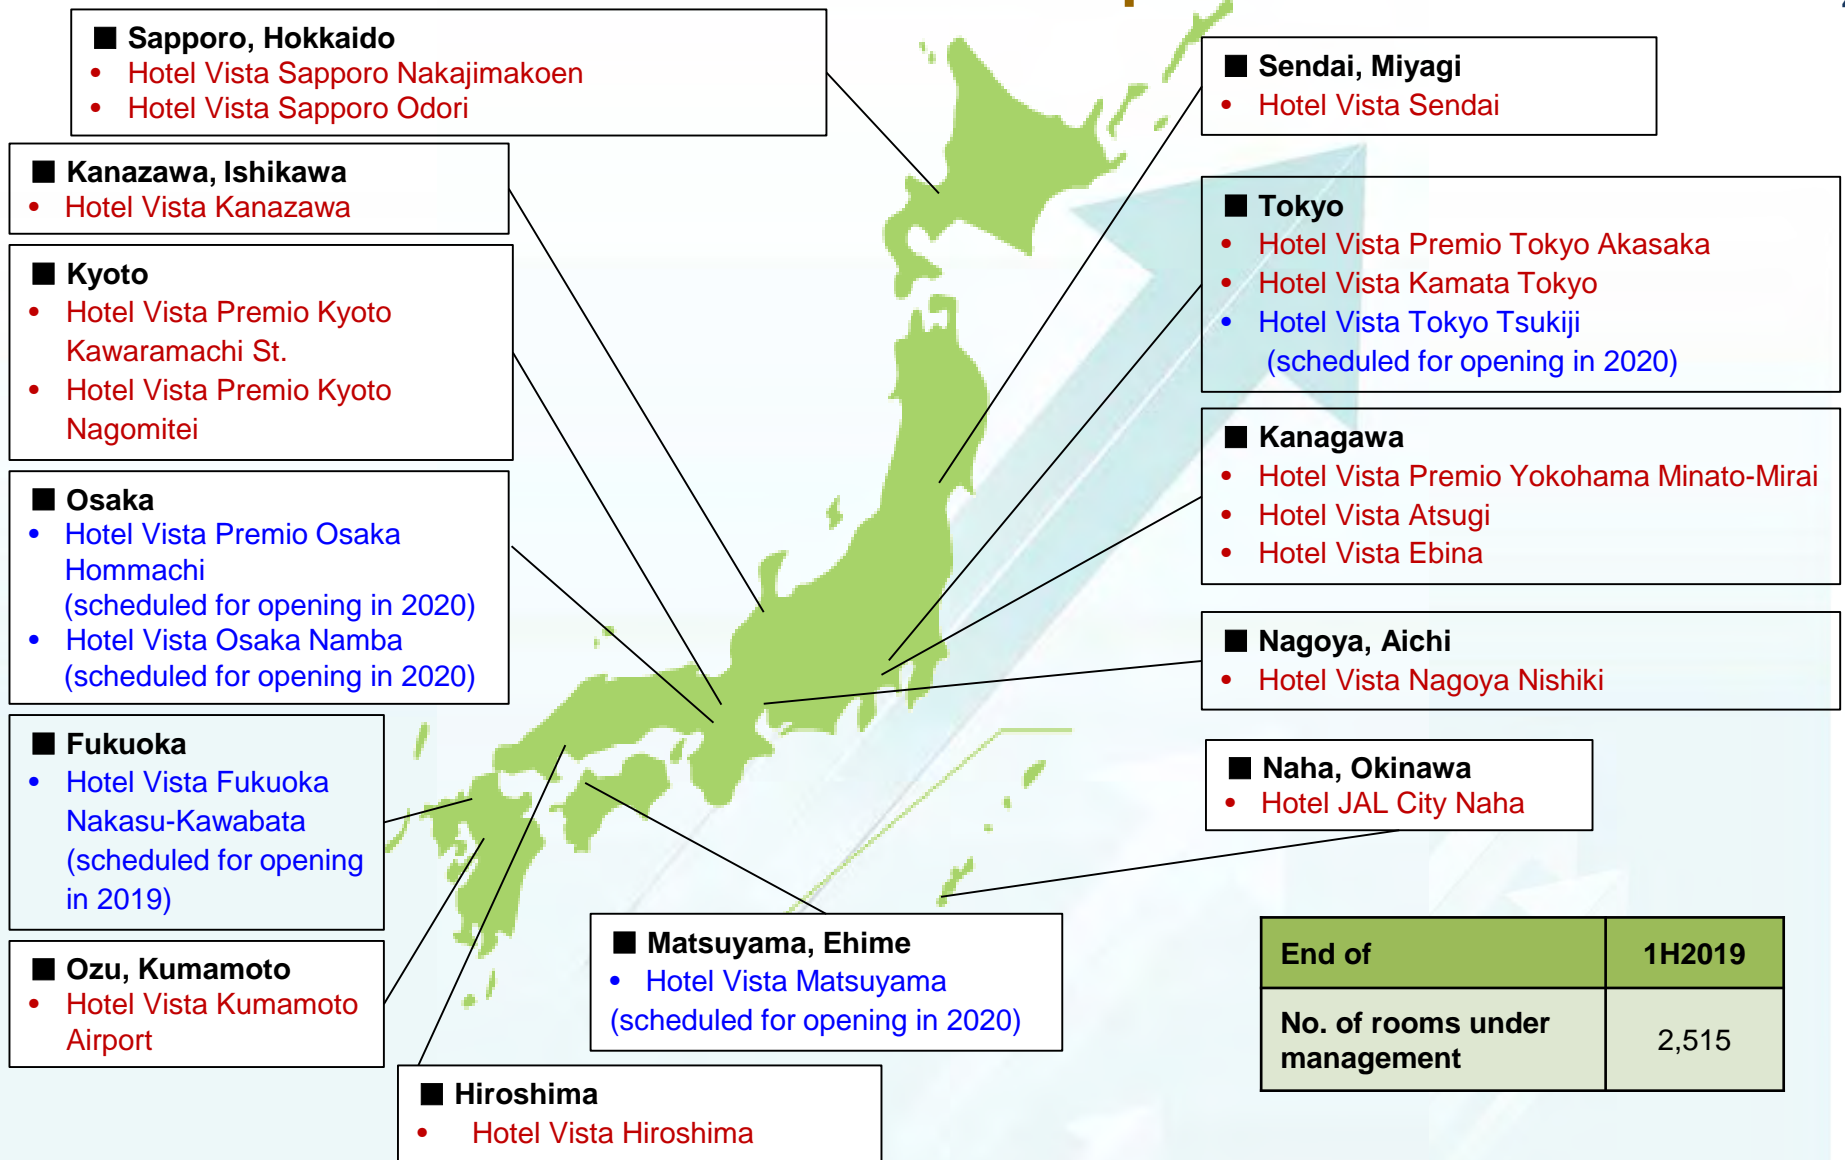 ■ Sapporo, Hokkaido
• Hotel Vista Sapporo Nakajimakoen
• Hotel Vista Sapporo Odori
■ Kanazawa, Ishikawa
• Hotel Vista Kanazawa
■ Kyoto
• Hotel Vista Premio Kyoto
Kawaramachi St.
• Hotel Vista Premio Kyoto
Nagomitei
■ Osaka
• Hotel Vista Premio Osaka
Hommachi
(scheduled for opening in 2020)
• Hotel Vista Osaka Namba
(scheduled for opening in 2020)
■ Fukuoka
• Hotel Vista Fukuoka
Nakasu-Kawabata
(scheduled for opening
in 2019)
■ Ozu, Kumamoto
• Hotel Vista Kumamoto
Airport
■ Hiroshima
• Hotel Vista Hiroshima
■ Matsuyama, Ehime
• Hotel Vista Matsuyama
(scheduled for opening in 2020)
■ Sendai, Miyagi
• Hotel Vista Sendai
■ Tokyo
• Hotel Vista Premio Tokyo Akasaka
• Hotel Vista Kamata Tokyo
• Hotel Vista Tokyo Tsukiji
(scheduled for opening in 2020)
■ Kanagawa
• Hotel Vista Premio Yokohama Minato-Mirai
• Hotel Vista Atsugi
• Hotel Vista Ebina
■ Nagoya, Aichi
• Hotel Vista Nagoya Nishiki
■ Naha, Okinawa
• Hotel JAL City Naha
End of 1H2019
No. of rooms under
management 2,515